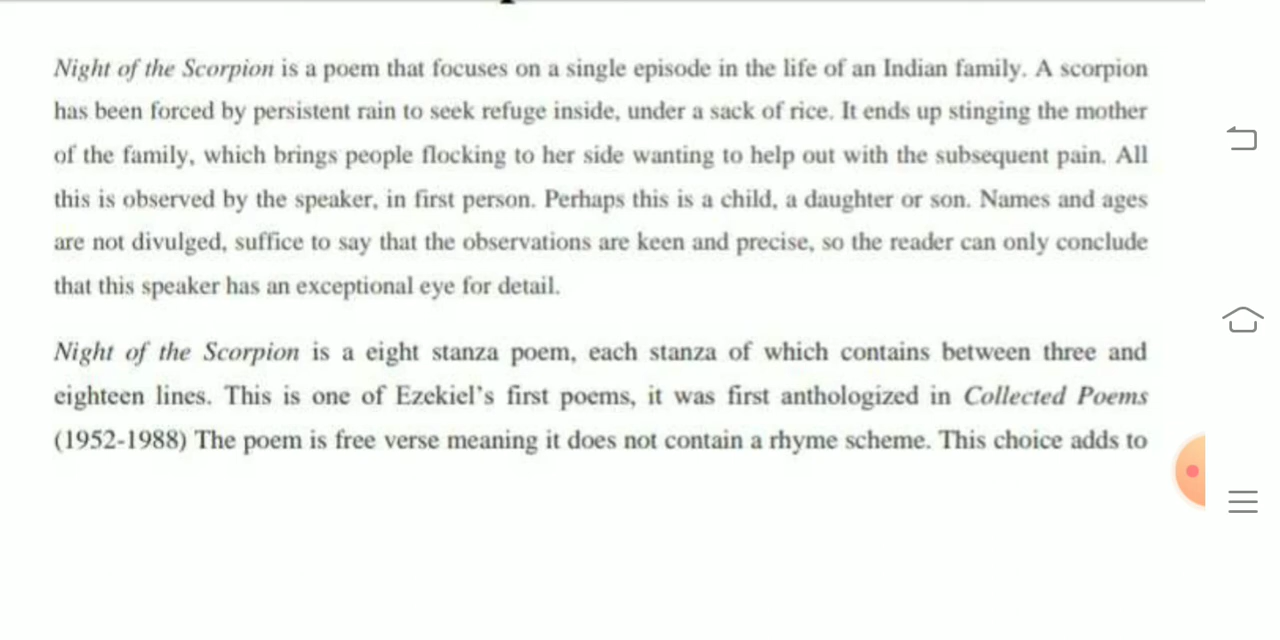 Night of the Scorpion is a poem that focuses on a single episode in the life of an Indian family. A scorpion
has been forced by persistent rain to seek refuge inside, under a sack of rice. It ends up stinging the mother
of the family, which brings people flocking to her side wanting to help out with the subsequent pain. All
this is observed by the speaker, in first person. Perhaps this is a child, a daughter or son. Names and ages
are not divulged, suffice to say that the observations are keen and precise, so the reader can only conclude
that this speaker has an exceptional eye for detail.
Night of the Scorpion is a eight stanza poem, each stanza of which contains between three and
eighteen lines. This is one of Ezekiel's first poems, it was first anthologized in Collected Poems
(1952-1988) The poem is free verse meaning it does not contain a rhyme scheme. This choice adds to